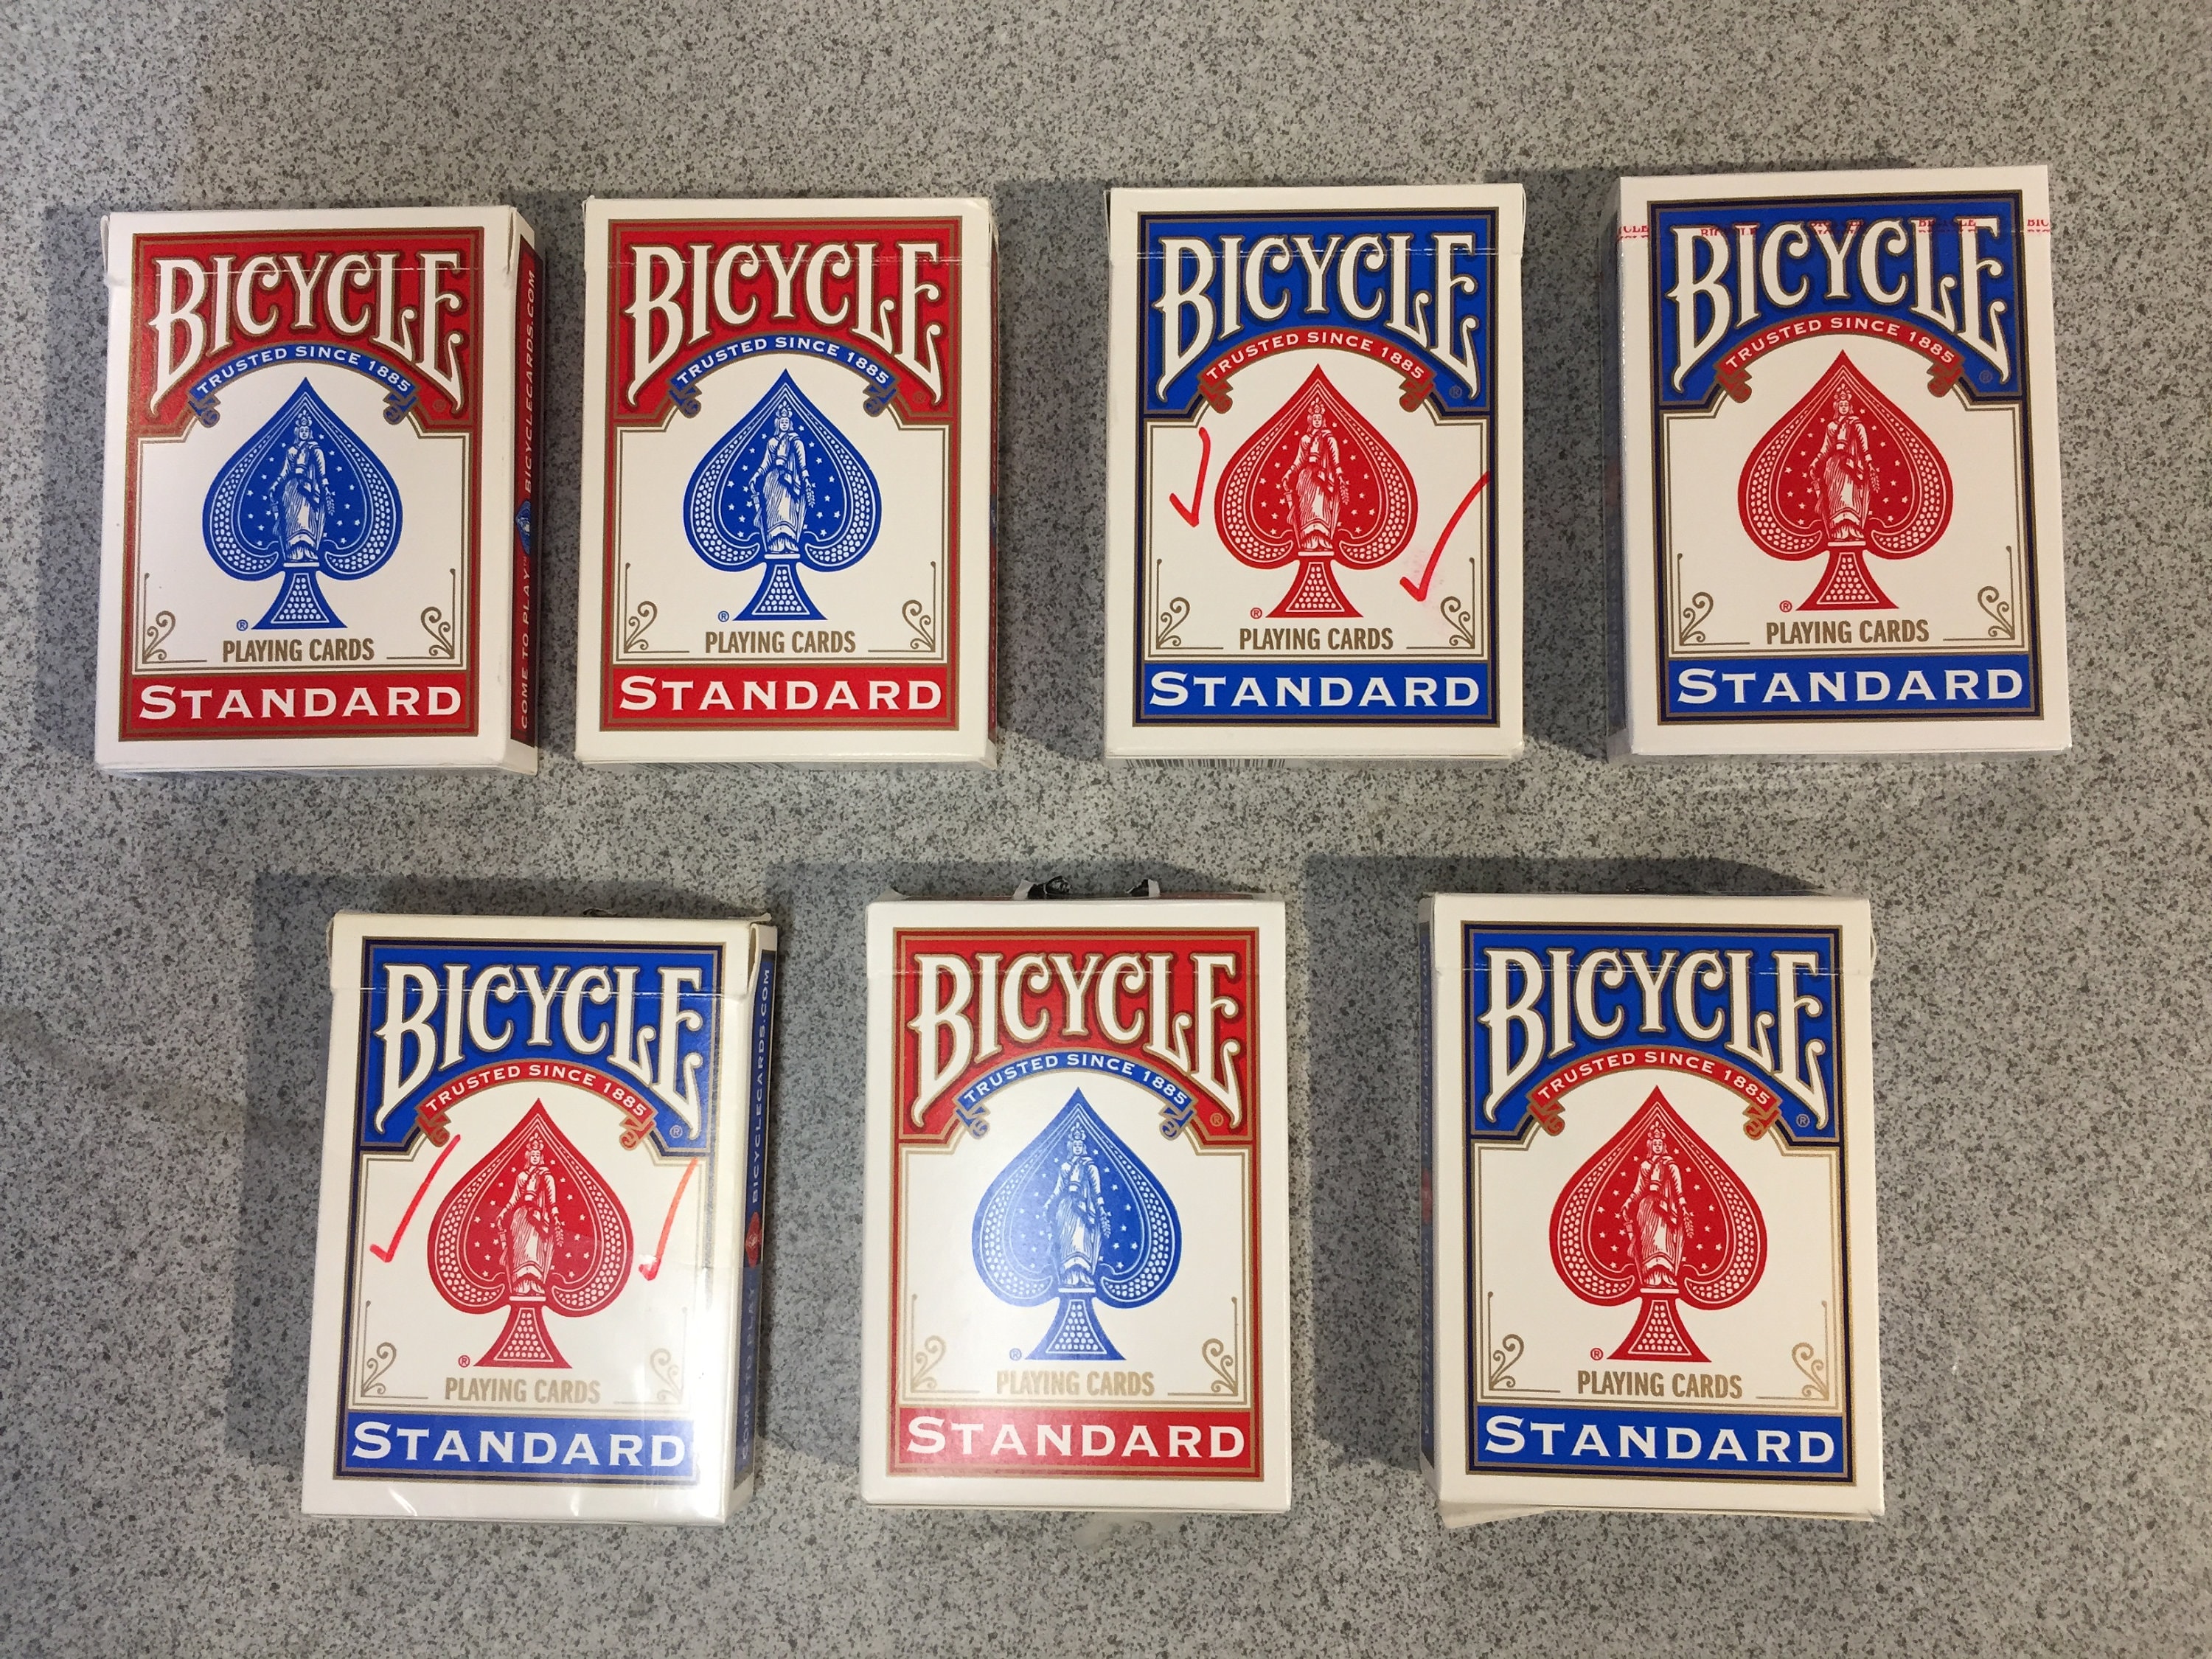 BICYCLE
TRUSTED SINCE 1885
®
®
PLAYING CARDS
STANDARD
COME TO PLAY™ BICYCLECARDS.COM
BICYCLE
TRUSTED SINCE 1885
®
®
PLAYING CARDS
STANDARD
BICYCLE
TRUSTED SINCE 1885
®
®
PLAYING CARDS
STANDARD
BICYCLE
TRUSTED SINCE 1885
®
®
PLAYING CARDS
STANDARD
BICYCLE
TRUSTED SINCE 1885
®
®
PLAYING CARDS
STANDARD
COME TO PLAY BICYCLECARDS.COM
BICYCLE
TRUSTED SINCE 1885
®
®
PLAYING CARDS
STANDARD
BICYCLE
TRUSTED SINCE 1885
®
®
PLAYING CARDS
STANDARD